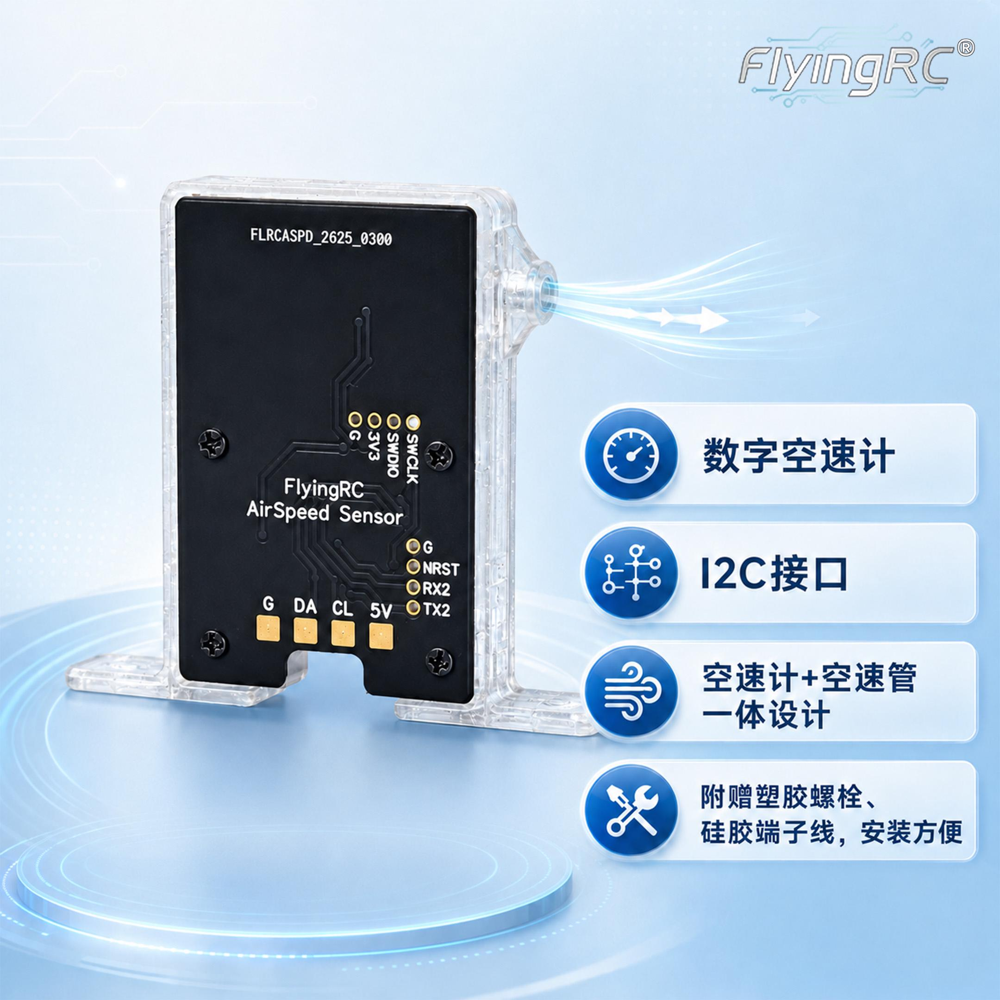 FlyingRC®
FLRCASPD_2625_0300
G
3V3
SWDIO
SWCLK
FlyingRC
AirSpeed Sensor
G
NRST
RX2
TX2
G DA CL 5V
数字空速计
I2C接口
空速计+空速管
一体设计
附赠塑胶螺栓、
硅胶端子线，安装方便